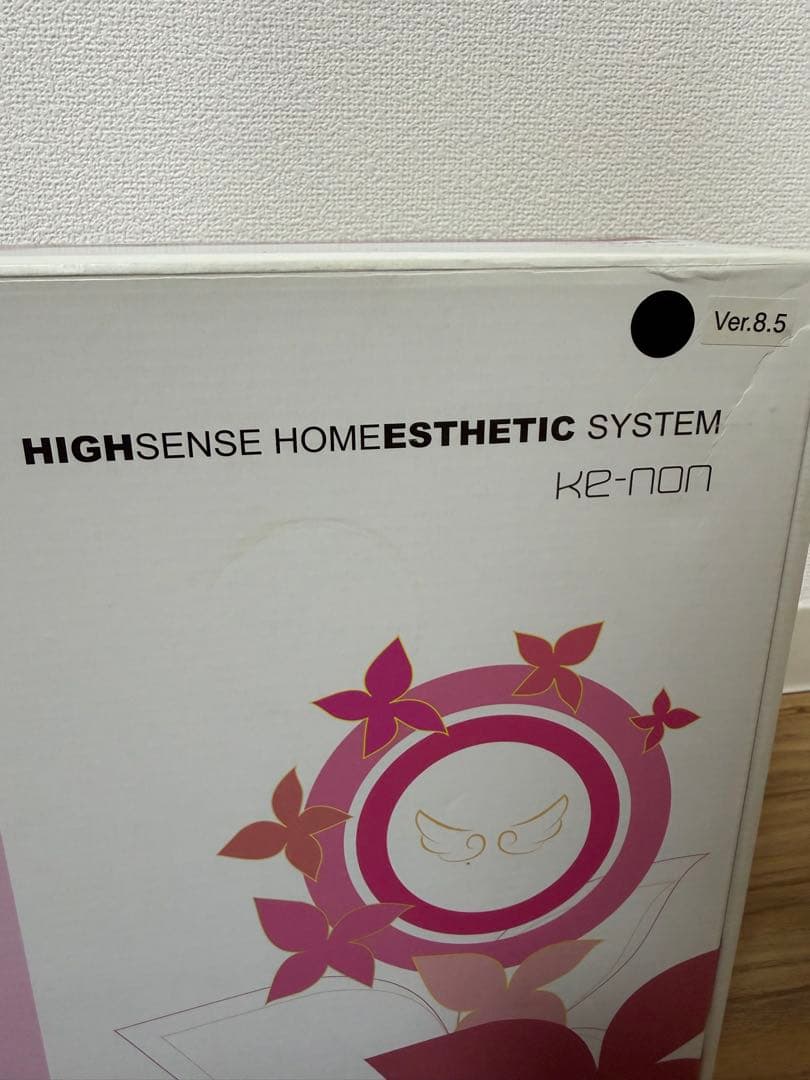 Ver.8.5
HIGHSENSE HOMEESTHETIC SYSTEM
Ke-non